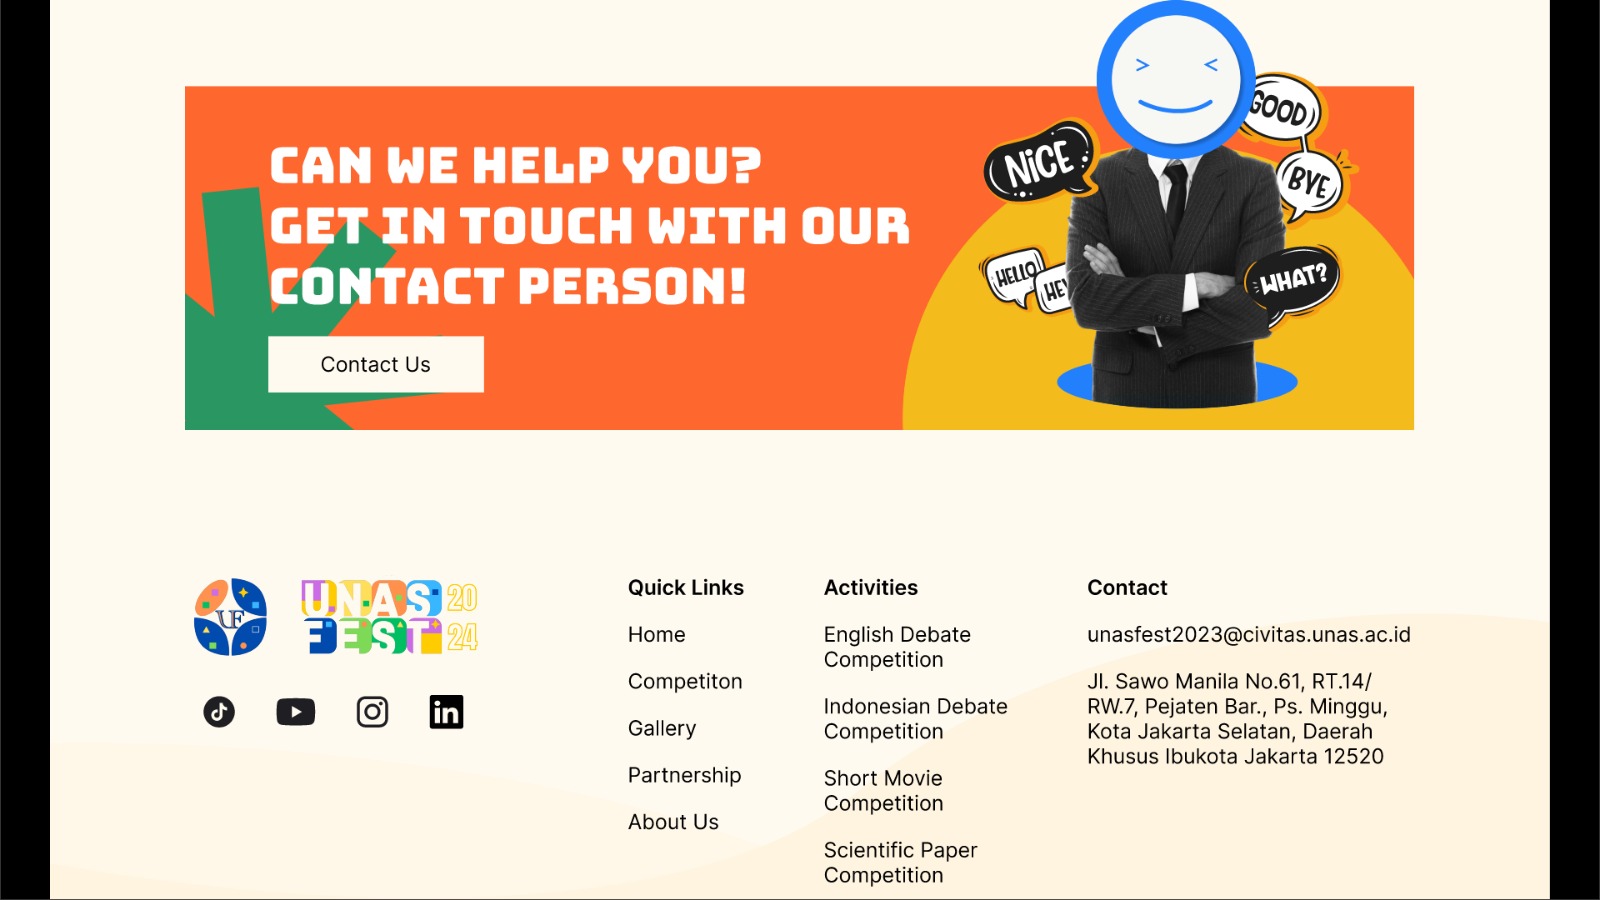 CAN WE HELP YOU?
GET IN TOUCH WITH OUR
CONTACT PERSON!
Contact Us
NiCE
GOOD
BYE
HELLO
HEY
WHAT?
UF
UNAS 20
FEST 24
Quick Links
Home
Competiton
Gallery
Partnership
About Us
Activities
English Debate
Competition
Indonesian Debate
Competition
Short Movie
Competition
Scientific Paper
Competition
Contact
unasfest2023@civitas.unas.ac.id
Jl. Sawo Manila No.61, RT.14/
RW.7, Pejaten Bar., Ps. Minggu,
Kota Jakarta Selatan, Daerah
Khusus Ibukota Jakarta 12520
in